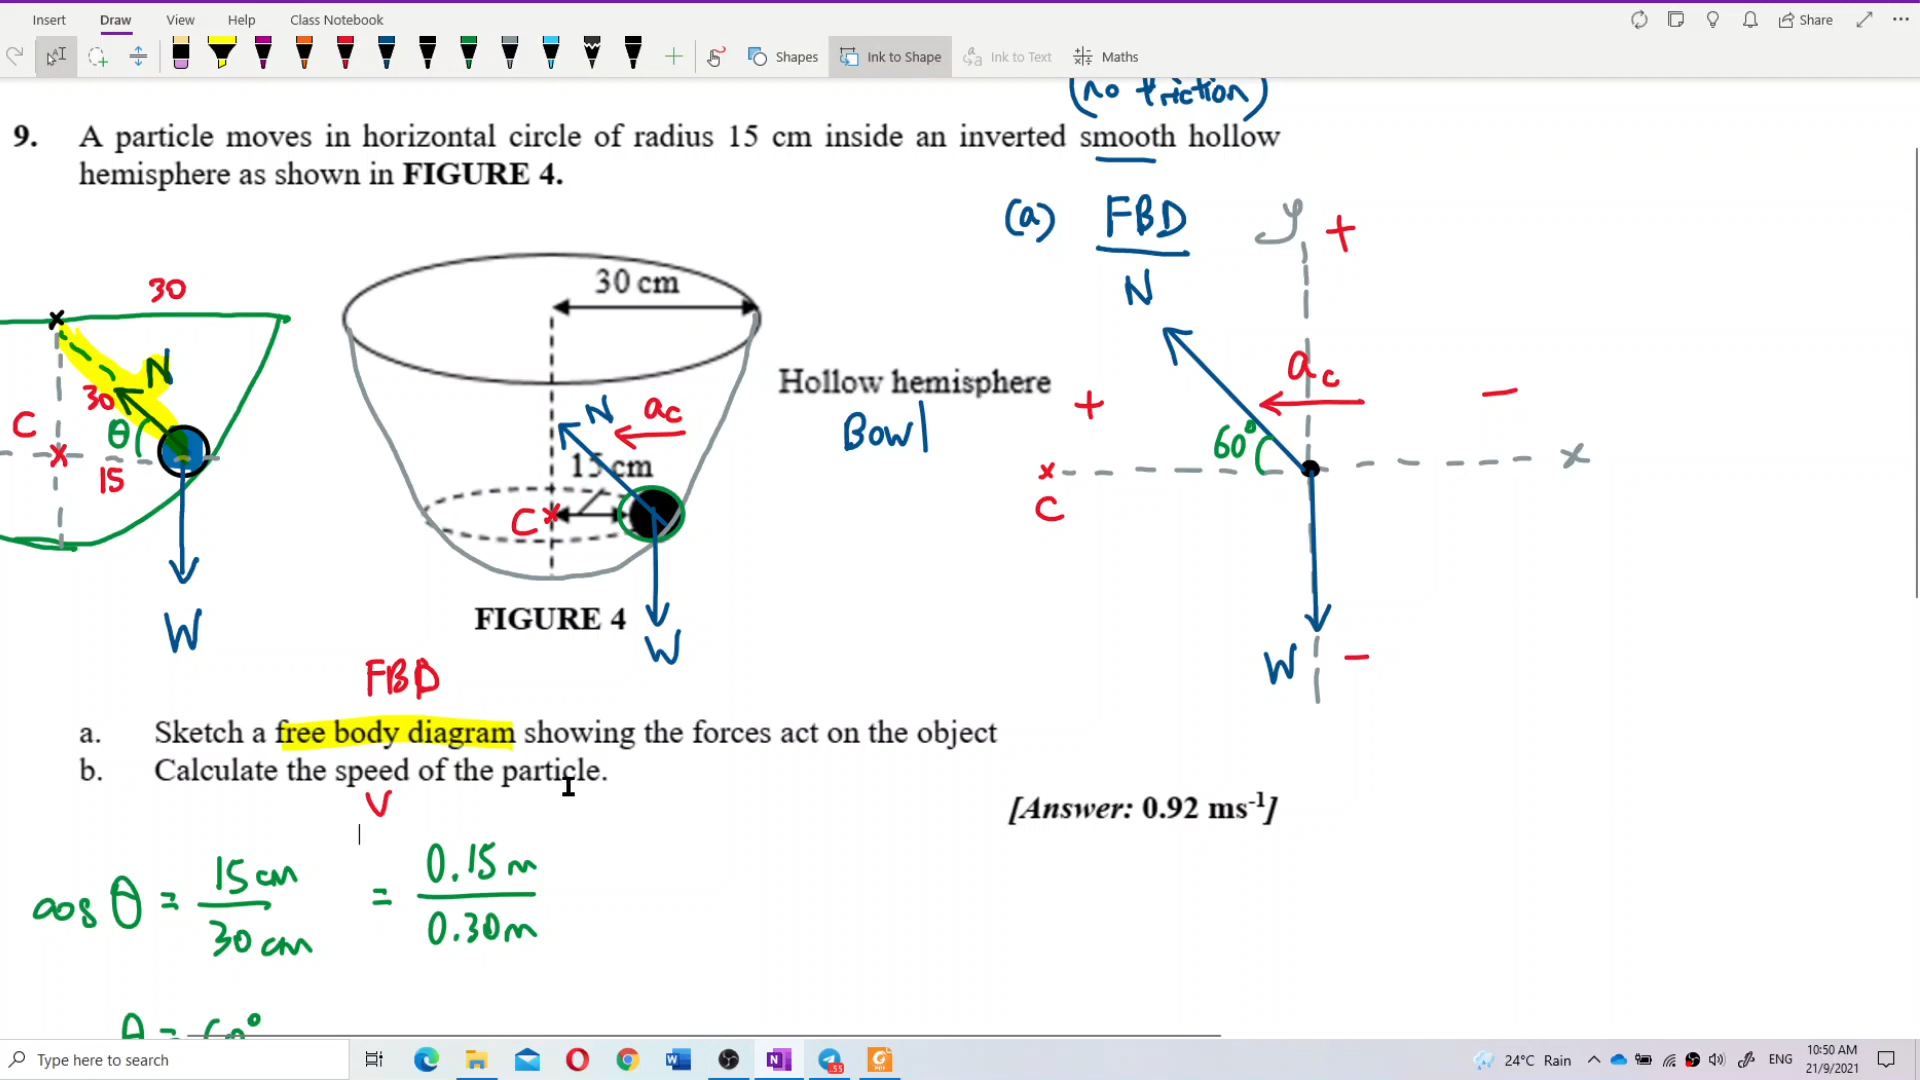 Insert Draw View Help Class Notebook Share
Shapes Ink to Shape Ink to Text Maths
(no friction)
9. A particle moves in horizontal circle of radius 15 cm inside an inverted smooth hollow
hemisphere as shown in FIGURE 4.
(a) FBD
y +
30
30 cm
N
N
30
θ
C
15
W
Hollow hemisphere
Bowl
N
ac
15 cm
C
W
FIGURE 4
ac
+
-
60°
x
x
C
W -
FBD
a. Sketch a free body diagram showing the forces act on the object
b. Calculate the speed of the particle.
V
[Answer: 0.92 ms-1]
cos θ = 15 cm / 30 cm = 0.15 m / 0.30 m
θ = 60°
Type here to search
55
24°C Rain
ENG
10:50 AM
21/9/2021